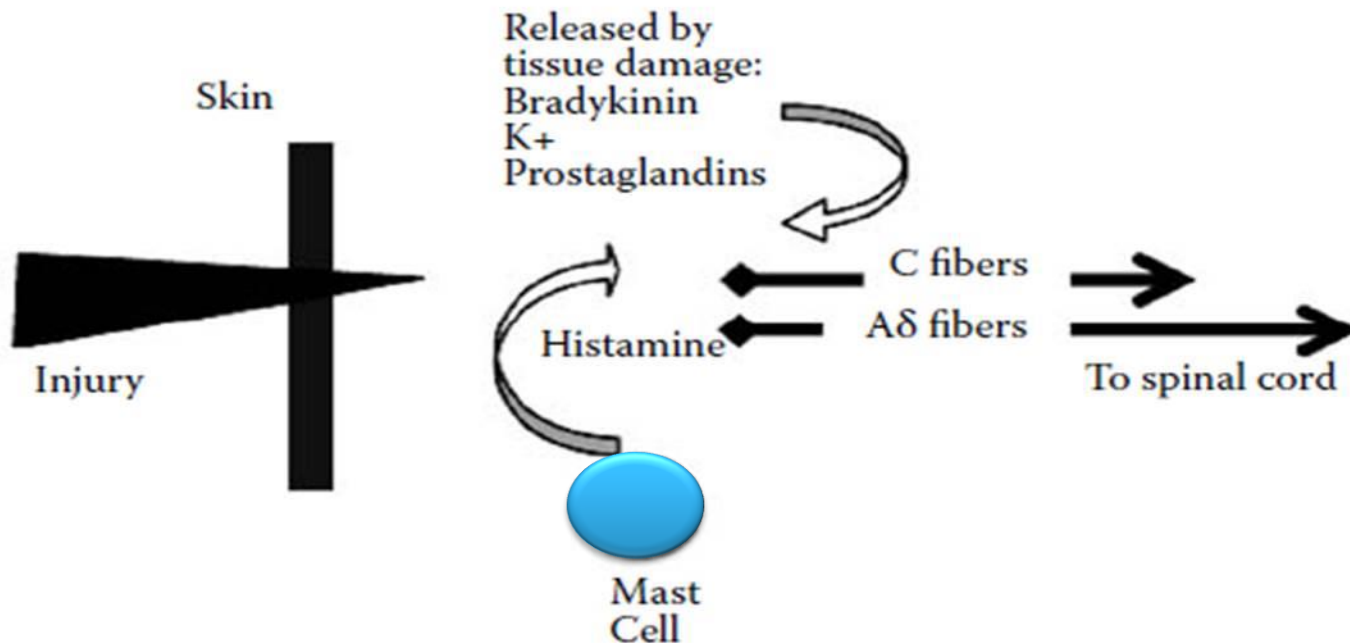 Released by
tissue damage:
Bradykinin
K+
Prostaglandins
Skin
Injury
Histamine
C fibers
Aδ fibers
To spinal cord
Mast
Cell